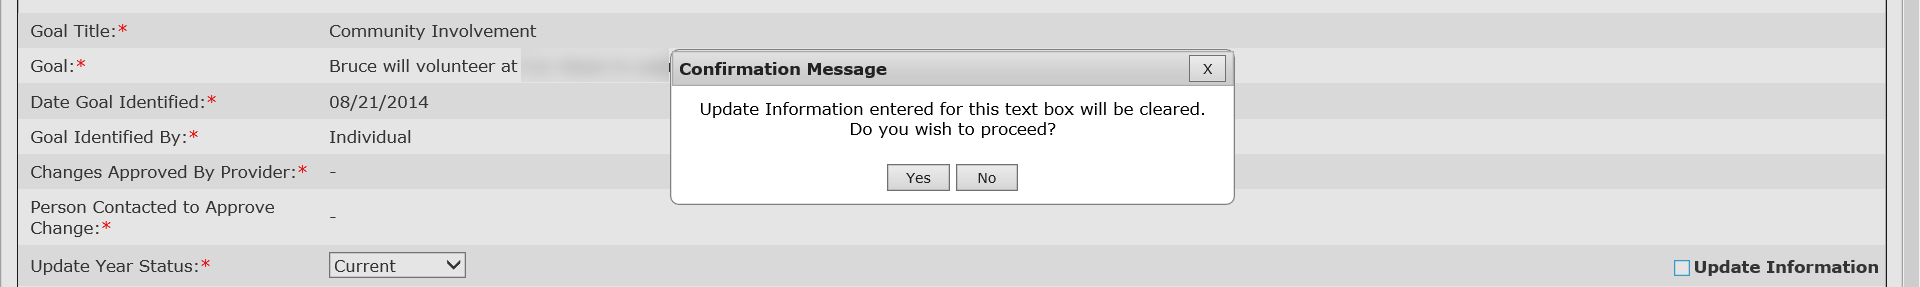 Goal Title:* Community Involvement
Goal:* Bruce will volunteer at
Date Goal Identified:* 08/21/2014
Goal Identified By:* Individual
Changes Approved By Provider:* -
Person Contacted to Approve
Change:* -
Update Year Status:* Current
Update Information
Confirmation Message X
Update Information entered for this text box will be cleared.
Do you wish to proceed?
Yes No